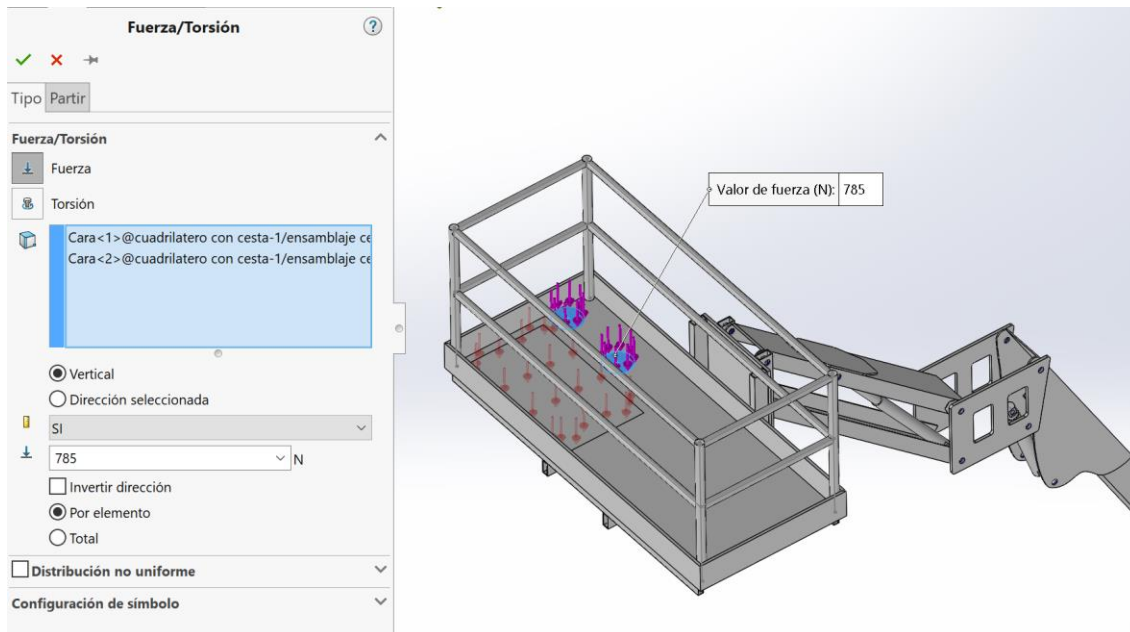 Fuerza/Torsión
?
Tipo Partir
Fuerza/Torsión
Fuerza
Torsión
Cara<1>@cuadrilatero con cesta-1/ensamblaje ce
Cara<2>@cuadrilatero con cesta-1/ensamblaje ce
Vertical
Dirección seleccionada
SI
785 N
Invertir dirección
Por elemento
Total
Distribución no uniforme
Configuración de símbolo
Valor de fuerza (N): 785